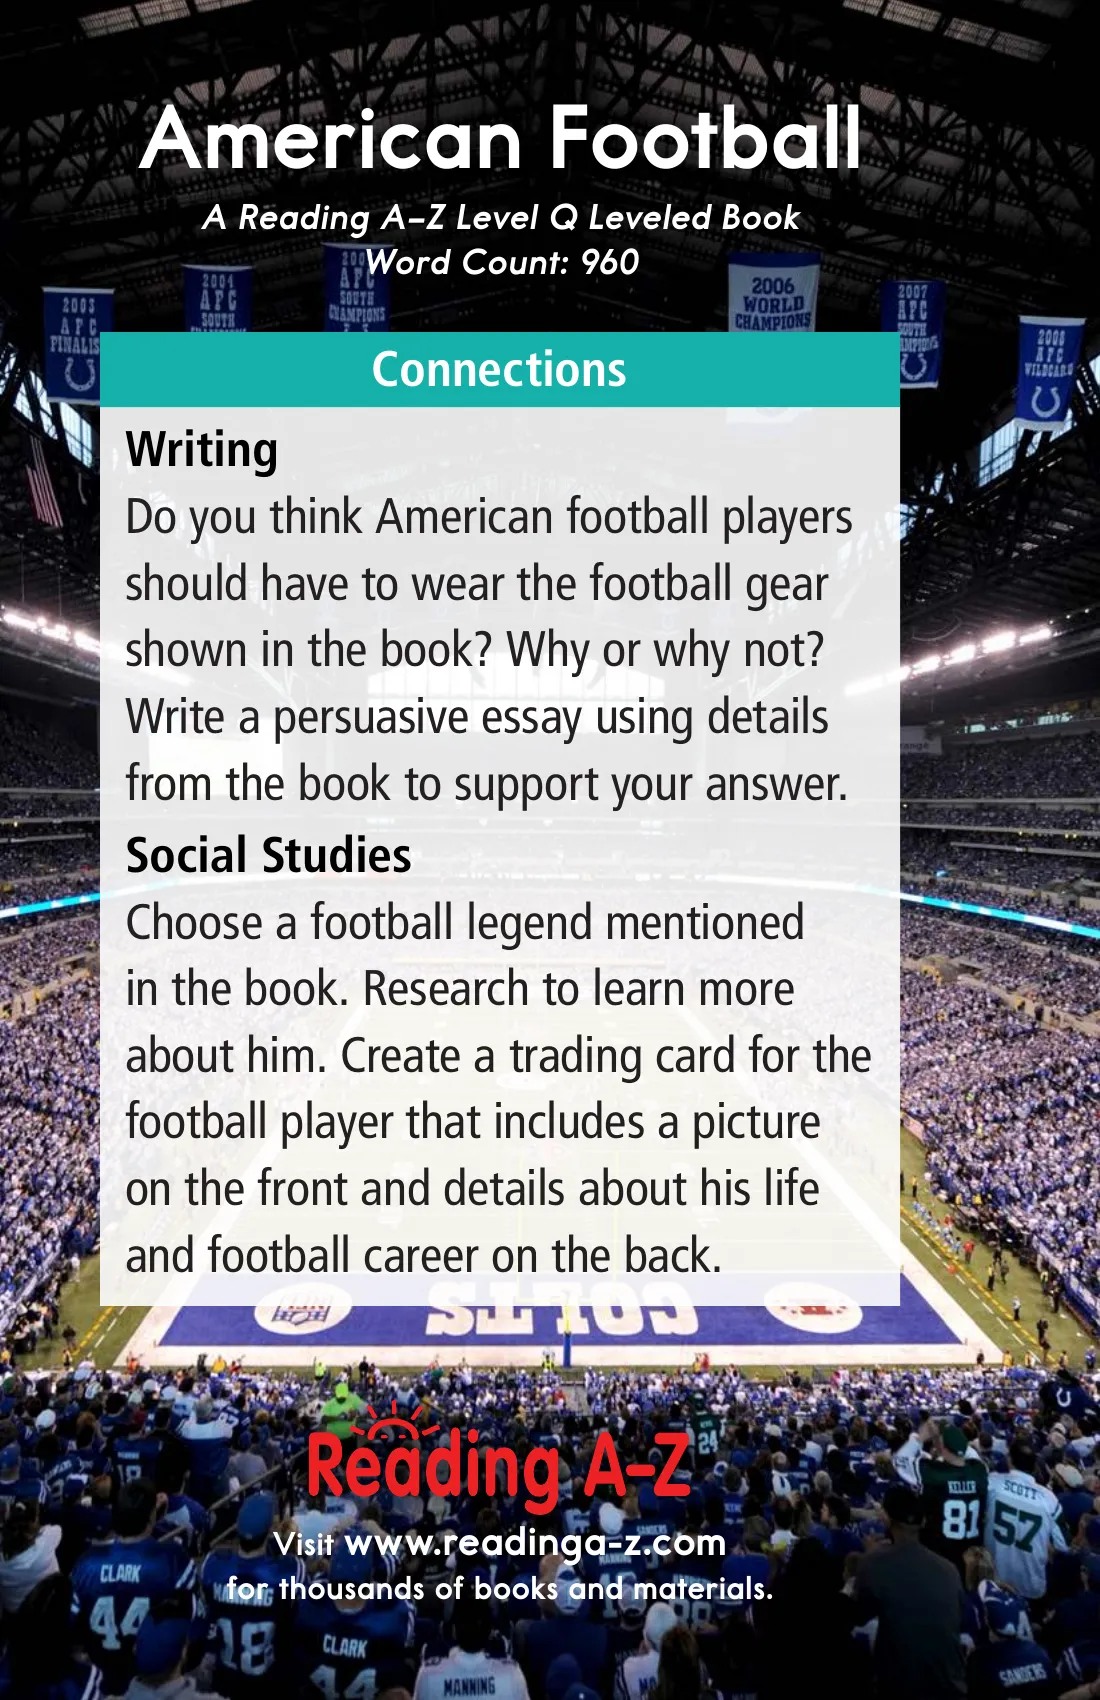 American Football
A Reading A–Z Level Q Leveled Book
Word Count: 960
2003
AFC
FINALIS
2004
AFC
SOUTH
AFC
SOUTH
CHAMPIONS
2006
WORLD
CHAMPIONS
2007
AFC
SOUTH
2008
AFC
WILDCARD
Connections
Writing
Do you think American football players
should have to wear the football gear
shown in the book? Why or why not?
Write a persuasive essay using details
from the book to support your answer.
Social Studies
Choose a football legend mentioned
in the book. Research to learn more
about him. Create a trading card for the
football player that includes a picture
on the front and details about his life
and football career on the back.
COLTS
Reading A-Z
Visit www.readinga-z.com
for thousands of books and materials.
24
KELLER
81
SCOTT
57
CLARK
44
18
CLARK
44
MANNING
SANDERS